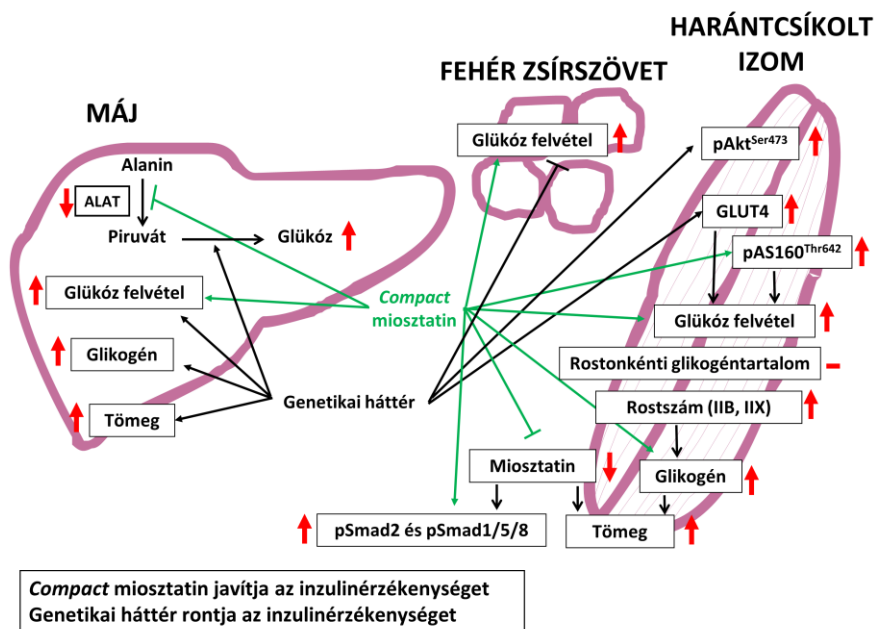 HARÁNTCSÍKOLT
IZOM
FEHÉR ZSÍRSZÖVET
MÁJ
Glükóz felvétel
pAkt^Ser473
Alanin
ALAT
GLUT4
Piruvát
Glükóz
pAS160^Thr642
Glükóz felvétel
Compact
miosztatin
Glükóz felvétel
Glikogén
Rostonkénti glikogéntartalom
Genetikai háttér
Rostszám (IIB, IIX)
Tömeg
Miosztatin
Glikogén
pSmad2 és pSmad1/5/8
Tömeg
Compact miosztatin javítja az inzulinérzékenységet
Genetikai háttér rontja az inzulinérzékenységet